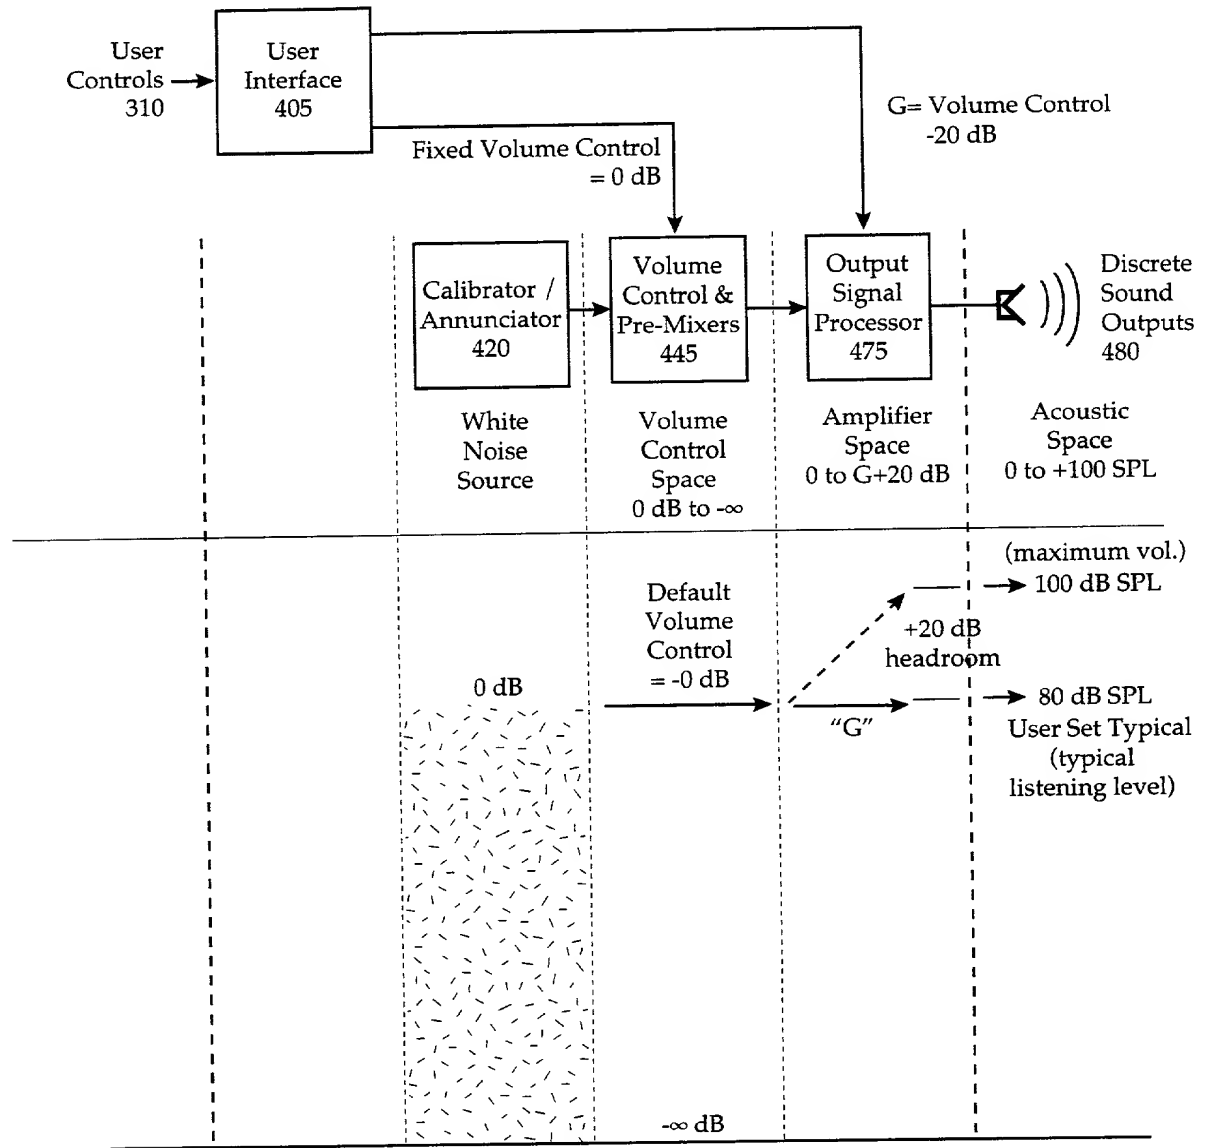 User
Controls
310
User
Interface
405
G= Volume Control
-20 dB
Fixed Volume Control
= 0 dB
Calibrator /
Annunciator
420
Volume
Control &
Pre-Mixers
445
Output
Signal
Processor
475
Discrete
Sound
Outputs
480
White
Noise
Source
Volume
Control
Space
0 dB to -∞
Amplifier
Space
0 to G+20 dB
Acoustic
Space
0 to +100 SPL
(maximum vol.)
100 dB SPL
Default
Volume
Control
= -0 dB
+20 dB
headroom
0 dB
"G"
80 dB SPL
User Set Typical
(typical
listening level)
-∞ dB